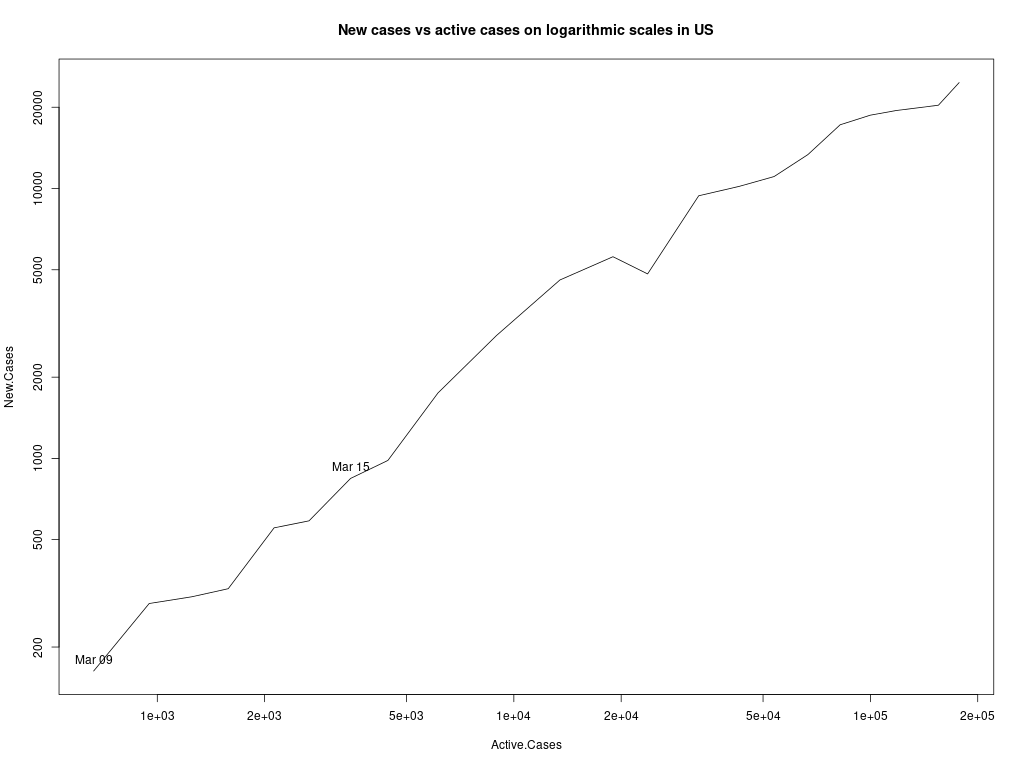 New cases vs active cases on logarithmic scales in US
20000
10000
5000
2000
1000
500
200
New.Cases
Mar 15
Mar 09
1e+03 2e+03 5e+03 1e+04 2e+04 5e+04 1e+05 2e+05
Active.Cases